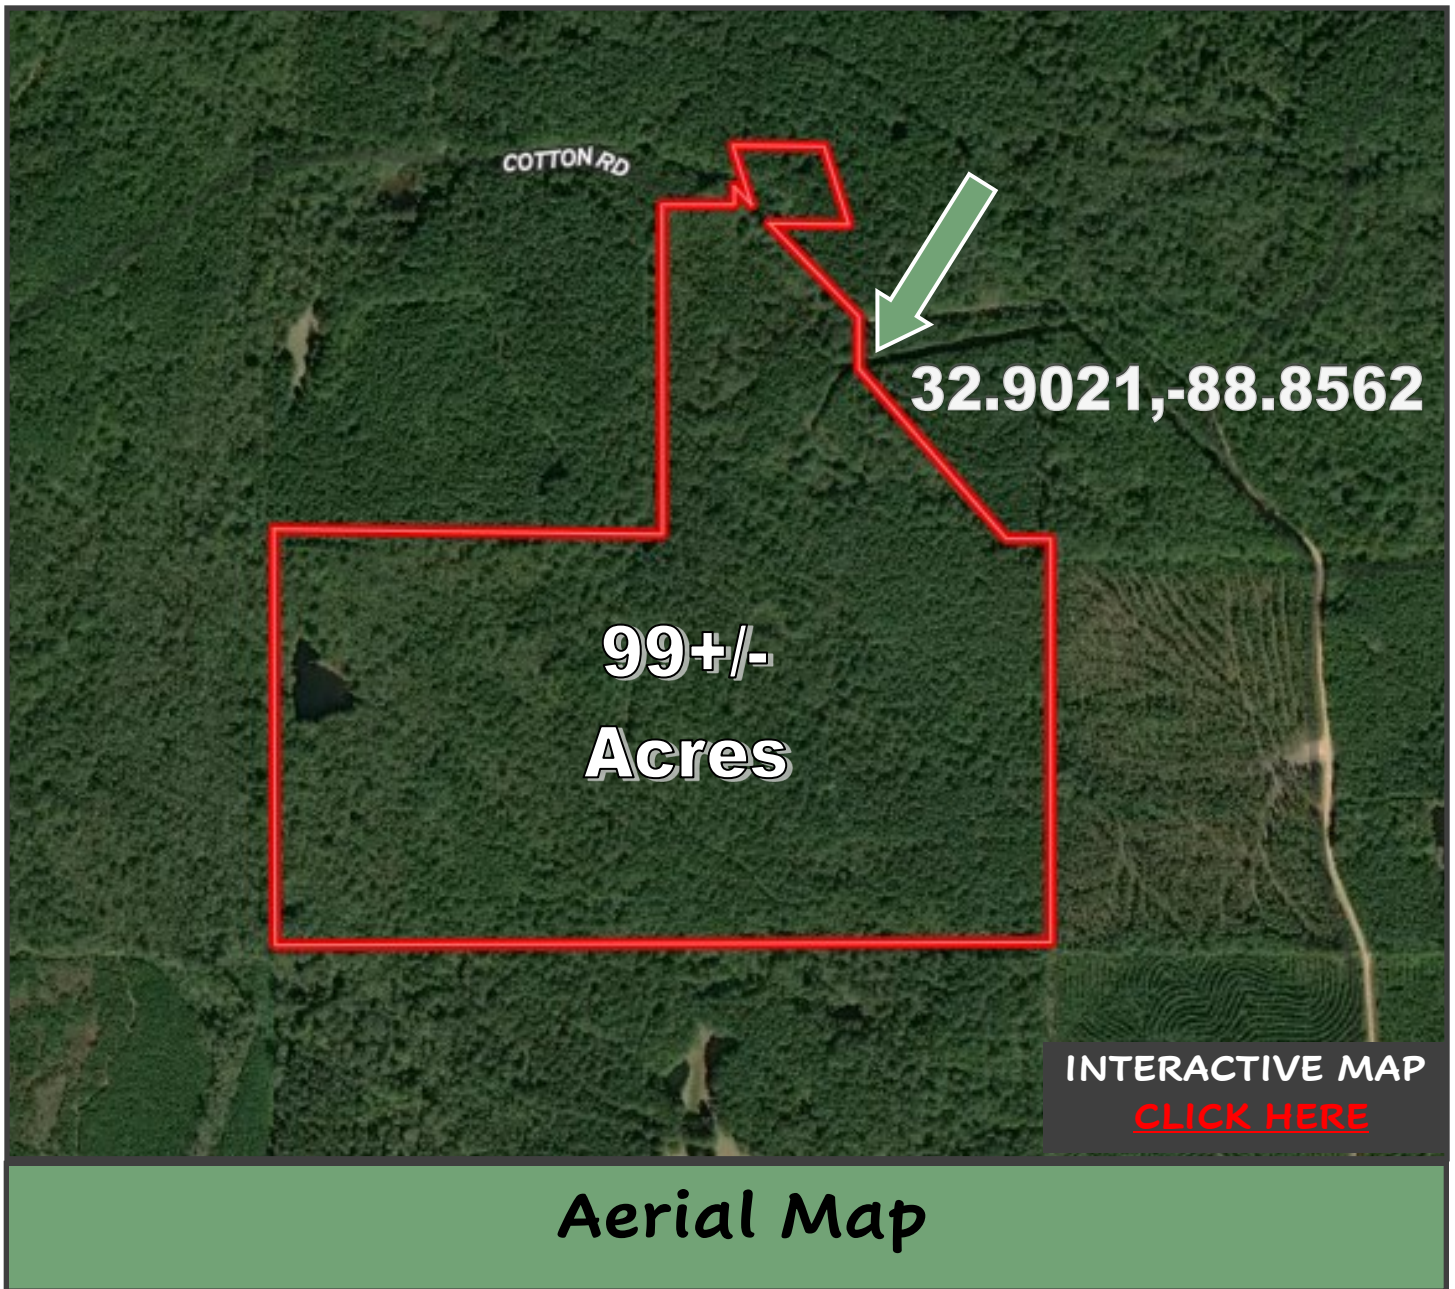 COTTON RD
32.9021,-88.8562
99+/-
Acres
INTERACTIVE MAP
CLICK HERE
Aerial Map